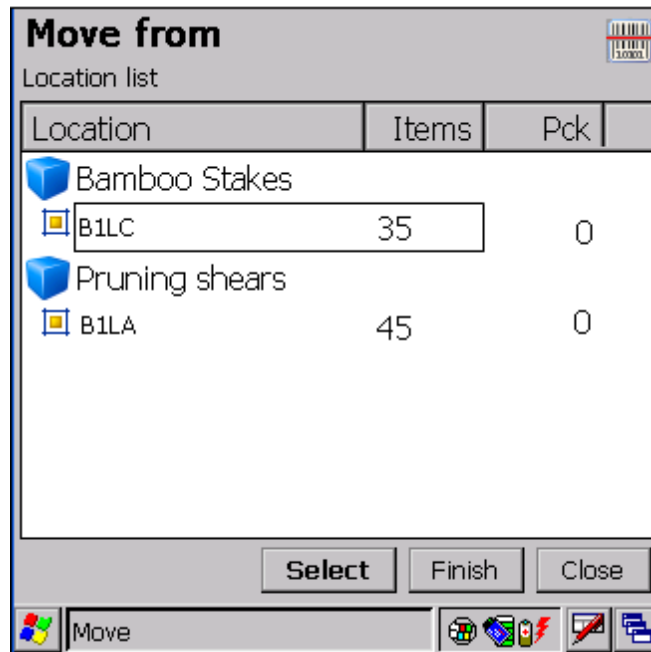 Move from
Location list
Location Items Pck
Bamboo Stakes
B1LC 35 0
Pruning shears
B1LA 45 0
Select Finish Close
Move